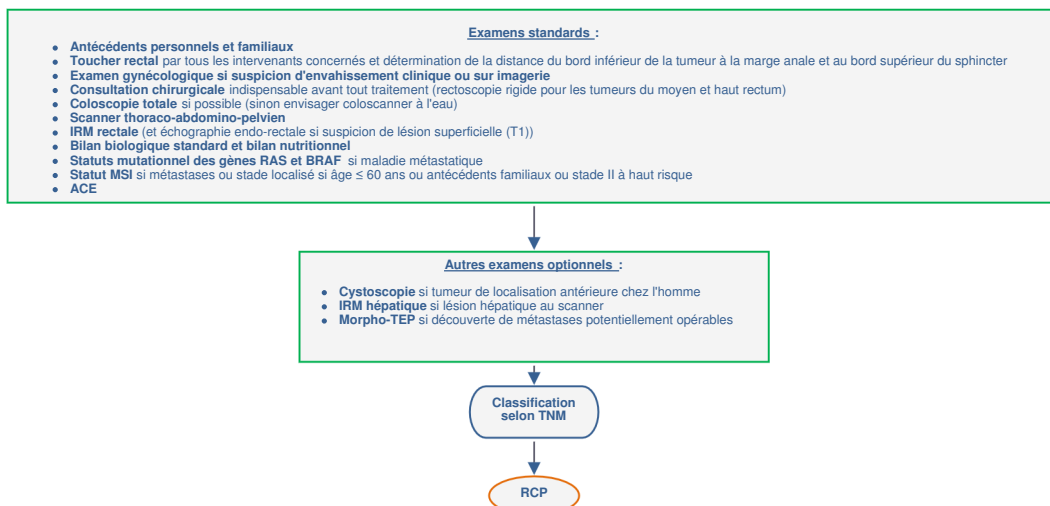 Examens standards :
● Antécédents personnels et familiaux
● Toucher rectal par tous les intervenants concernés et détermination de la distance du bord inférieur de la tumeur à la marge anale et au bord supérieur du sphincter
● Examen gynécologique si suspicion d'envahissement clinique ou sur imagerie
● Consultation chirurgicale indispensable avant tout traitement (rectoscopie rigide pour les tumeurs du moyen et haut rectum)
● Coloscopie totale si possible (sinon envisager coloscanner à l'eau)
● Scanner thoraco-abdomino-pelvien
● IRM rectale (et échographie endo-rectale si suspicion de lésion superficielle (T1))
● Bilan biologique standard et bilan nutritionnel
● Statuts mutationnel des gènes RAS et BRAF si maladie métastatique
● Statut MSI si métastases ou stade localisé si âge ≤ 60 ans ou antécédents familiaux ou stade II à haut risque
● ACE
Autres examens optionnels :
● Cystoscopie si tumeur de localisation antérieure chez l'homme
● IRM hépatique si lésion hépatique au scanner
● Morpho-TEP si découverte de métastases potentiellement opérables
Classification
selon TNM
RCP